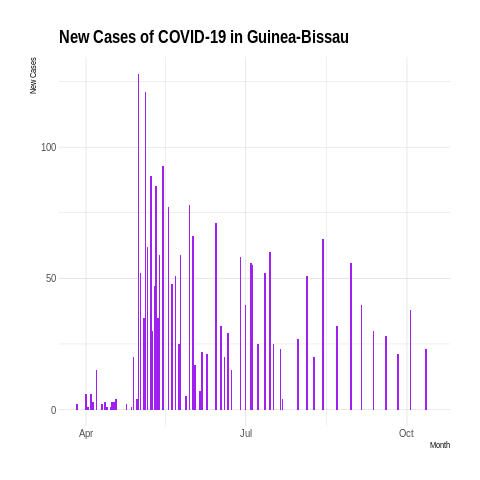 New Cases of COVID-19 in Guinea-Bissau
New Cases
100
50
0
Apr
Jul
Oct
Month